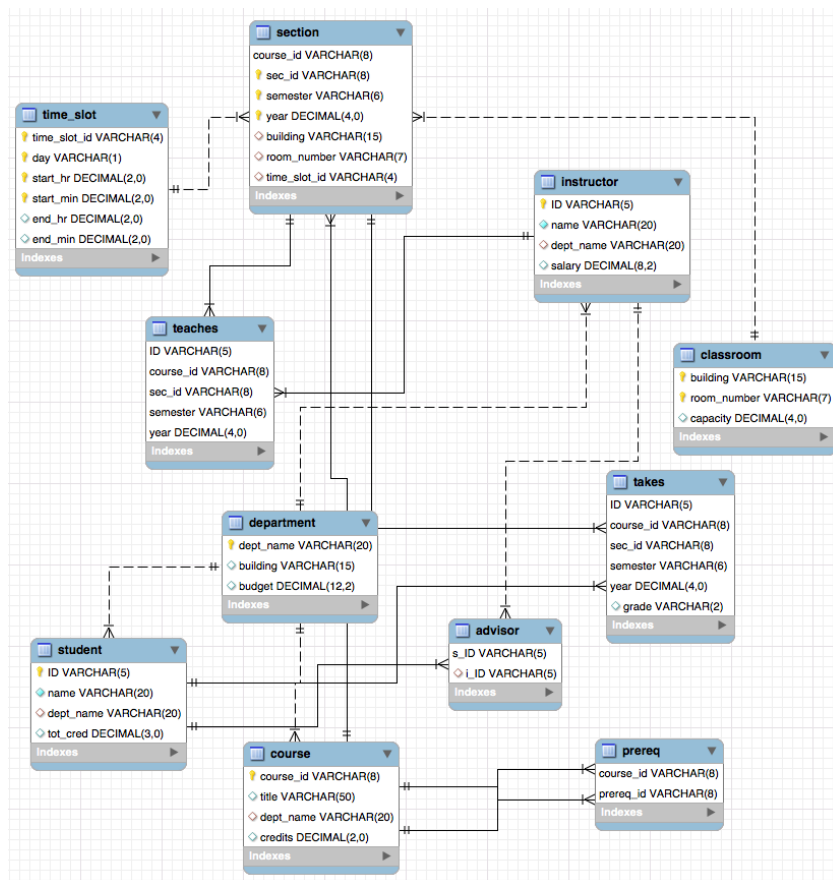 section
course_id VARCHAR(8)
sec_id VARCHAR(8)
semester VARCHAR(6)
year DECIMAL(4,0)
building VARCHAR(15)
room_number VARCHAR(7)
time_slot_id VARCHAR(4)
Indexes
time_slot
time_slot_id VARCHAR(4)
day VARCHAR(1)
start_hr DECIMAL(2,0)
start_min DECIMAL(2,0)
end_hr DECIMAL(2,0)
end_min DECIMAL(2,0)
Indexes
instructor
ID VARCHAR(5)
name VARCHAR(20)
dept_name VARCHAR(20)
salary DECIMAL(8,2)
Indexes
teaches
ID VARCHAR(5)
course_id VARCHAR(8)
sec_id VARCHAR(8)
semester VARCHAR(6)
year DECIMAL(4,0)
Indexes
classroom
building VARCHAR(15)
room_number VARCHAR(7)
capacity DECIMAL(4,0)
Indexes
takes
ID VARCHAR(5)
course_id VARCHAR(8)
sec_id VARCHAR(8)
semester VARCHAR(6)
year DECIMAL(4,0)
grade VARCHAR(2)
Indexes
department
dept_name VARCHAR(20)
building VARCHAR(15)
budget DECIMAL(12,2)
Indexes
advisor
s_ID VARCHAR(5)
i_ID VARCHAR(5)
Indexes
student
ID VARCHAR(5)
name VARCHAR(20)
dept_name VARCHAR(20)
tot_cred DECIMAL(3,0)
Indexes
course
course_id VARCHAR(8)
title VARCHAR(50)
dept_name VARCHAR(20)
credits DECIMAL(2,0)
Indexes
prereq
course_id VARCHAR(8)
prereq_id VARCHAR(8)
Indexes